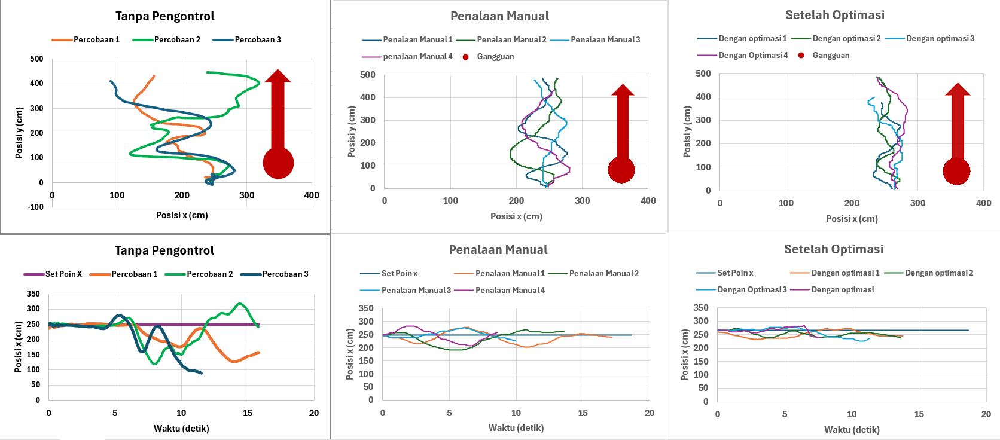 Tanpa Pengontrol
Percobaan 1 Percobaan 2 Percobaan 3
500
400
300
200
100
0
-100
0 100 200 300 400
Posisi y (cm)
Posisi x (cm)
Penalaan Manual
Penalaan Manual 1 Penalaan Manual 2 Penalaan Manual 3
penalaan Manual 4 Gangguan
500
400
300
200
100
0
0 100 200 300 400
Posisi y (cm)
Posisi x (cm)
Setelah Optimasi
Dengan optimasi 1 Dengan optimasi 2 Dengan optimasi 3
Dengan Optimasi 4 Gangguan
500
400
300
200
100
0
0 100 200 300 400
Posisi y (cm)
Posisi x (cm)
Tanpa Pengontrol
Set Poin X Percobaan 1 Percobaan 2 Percobaan 3
350
300
250
200
150
100
50
0
0 5 10 15 20
Posisi x (cm)
Waktu (detik)
Penalaan Manual
Set Poin x Penalaan Manual 1 Penalaan Manual 2
Penalaan Manual 3 Penalaan Manual 4
350
300
250
200
150
100
50
0
0 5 10 15 20
Posisi x (cm)
Waktu (detik)
Setelah Optimasi
Set Poin x Dengan optimasi 1 Dengan optimasi 2
Dengan Optimasi 3 Dengan optimasi
350
300
250
200
150
100
50
0
0 5 10 15 20
Posisi x (cm)
Waktu (detik)